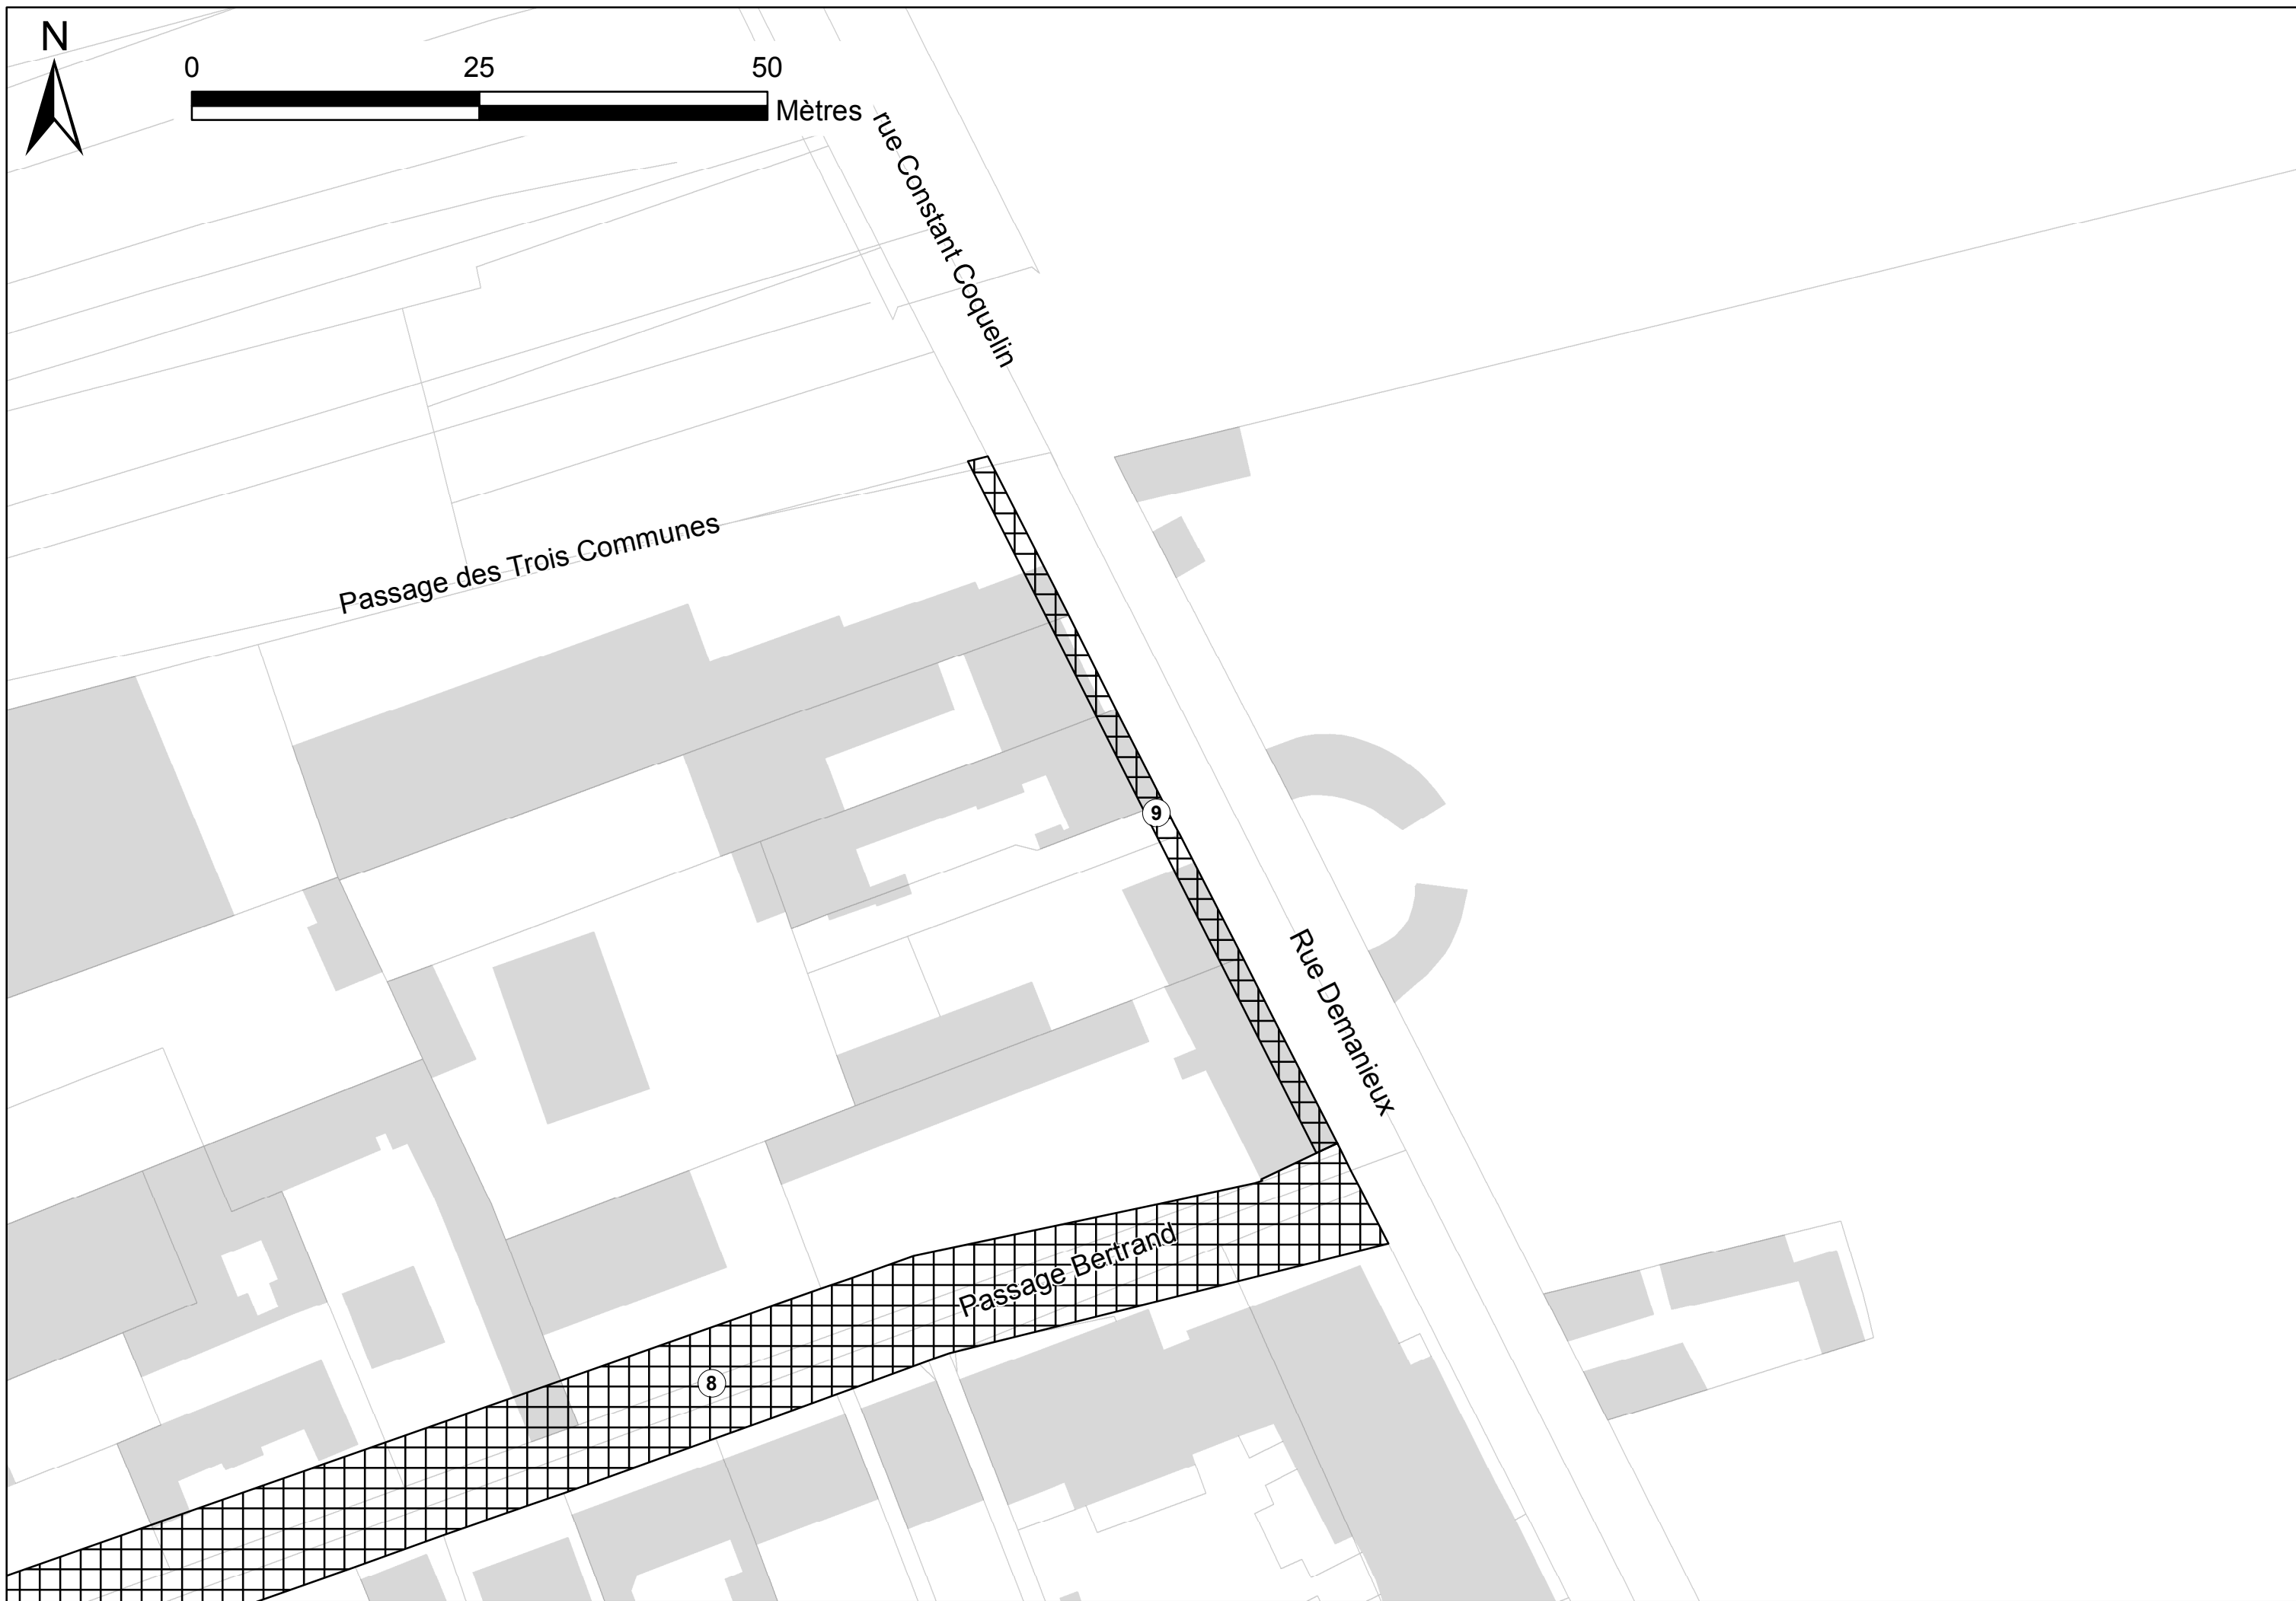 N
0 25 50
Mètres
rue Constant Coquelin
Passage des Trois Communes
9
Rue Demanieux
Passage Bertrand
8